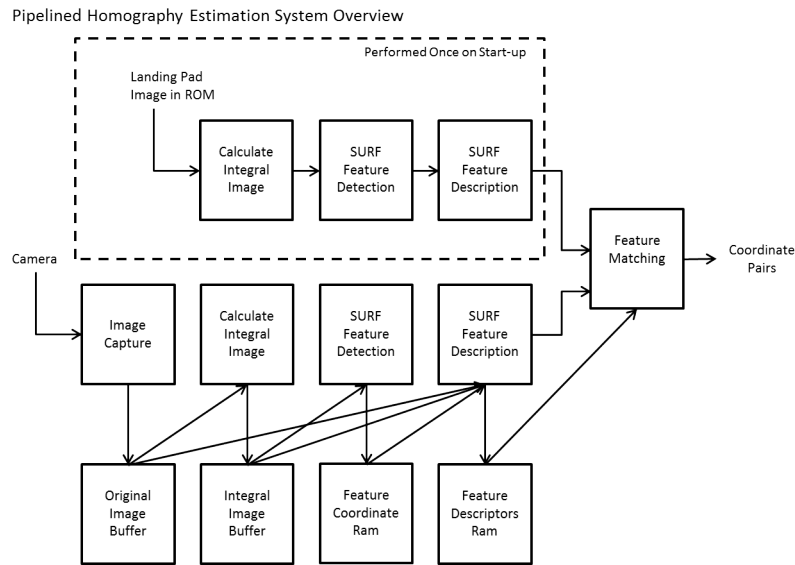 Pipelined Homography Estimation System Overview
Performed Once on Start-up
Landing Pad
Image in ROM
Calculate
Integral
Image
SURF
Feature
Detection
SURF
Feature
Description
Feature
Matching
Coordinate
Pairs
Camera
Image
Capture
Calculate
Integral
Image
SURF
Feature
Detection
SURF
Feature
Description
Original
Image
Buffer
Integral
Image
Buffer
Feature
Coordinate
Ram
Feature
Descriptors
Ram